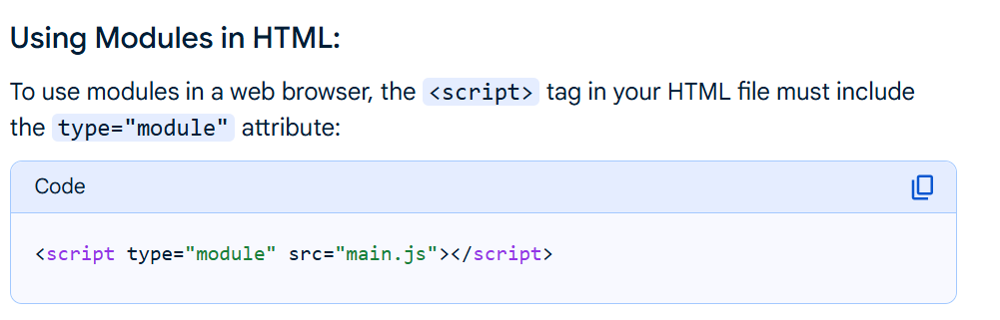 Using Modules in HTML:
To use modules in a web browser, the <script> tag in your HTML file must include
the type="module" attribute:
Code
<script type="module" src="main.js"></script>